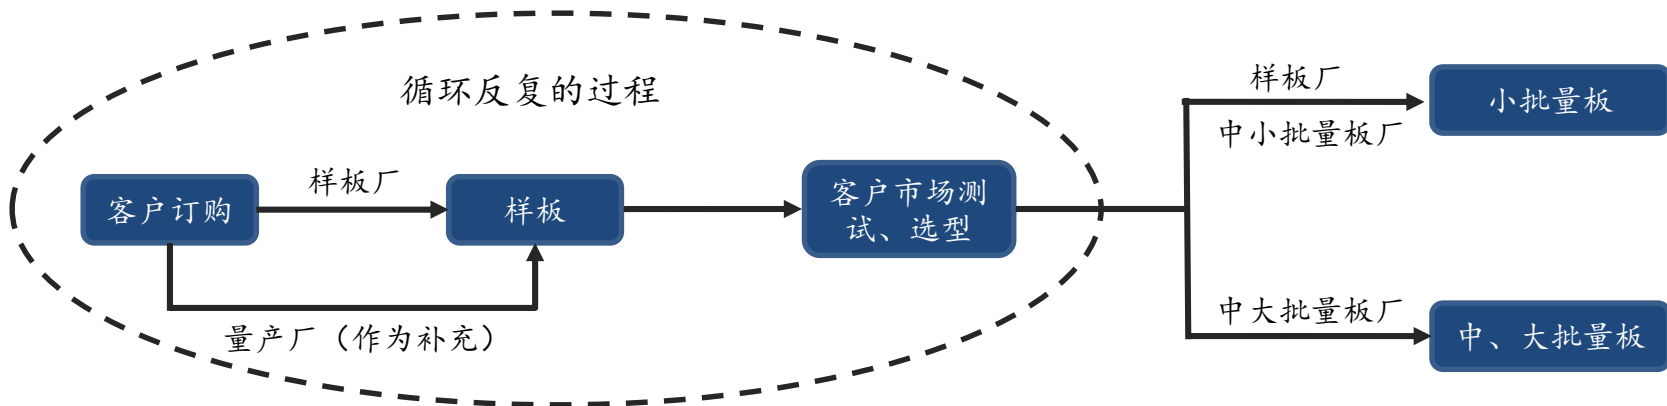 循环反复的过程
样板厂
小批量板
中小批量板厂
客户订购
样板厂
样板
客户市场测
试、选型
量产厂（作为补充）
中大批量板厂
中、大批量板